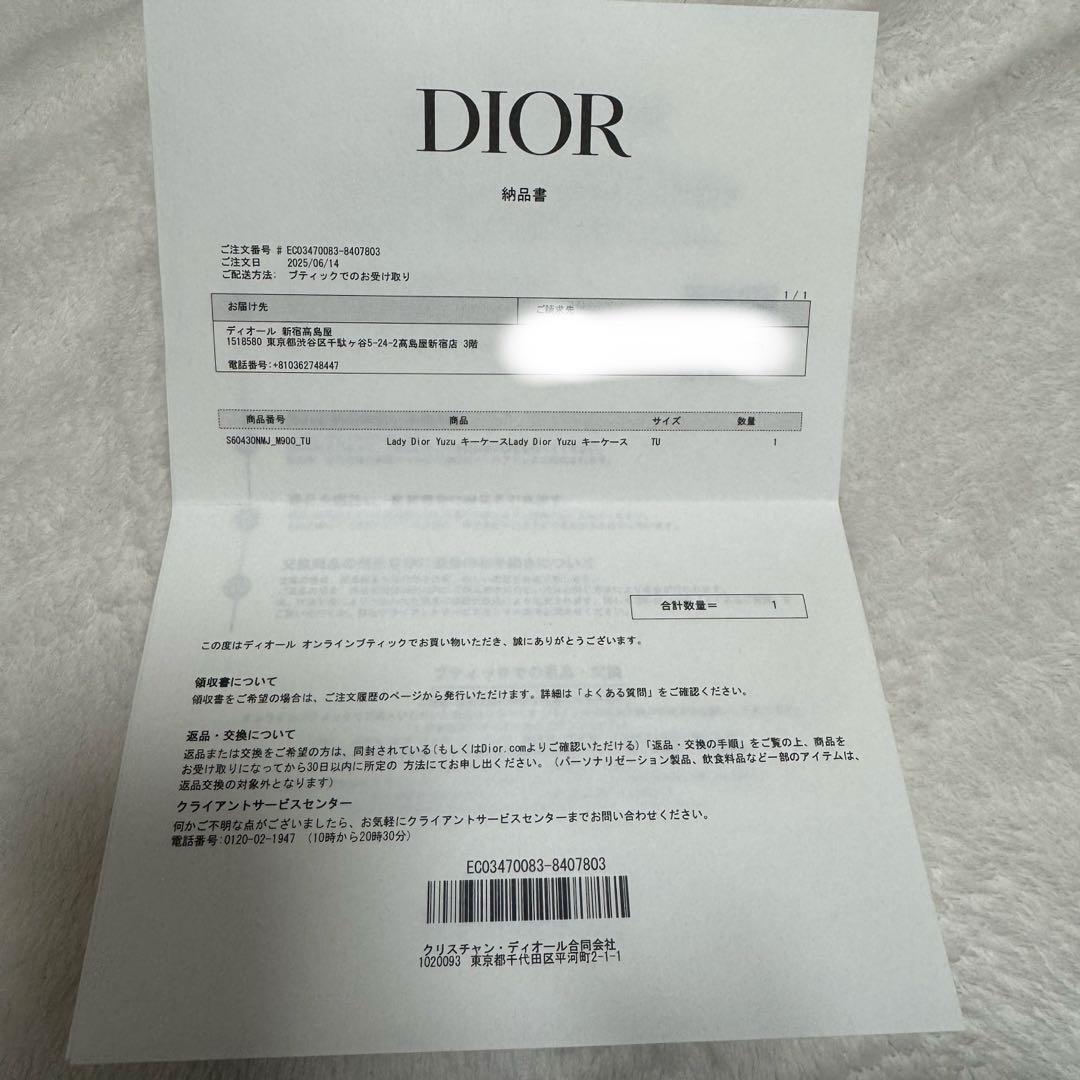 DIOR
納品書
ご注文番号 # EC03470083-8407803
ご注文日 2025/06/14
ご配送方法: ブティックでのお受け取り
1/1
お届け先 ご請求先
ディオール 新宿高島屋
1518580 東京都渋谷区千駄ヶ谷5-24-2高島屋新宿店 3階
電話番号:+810362748447
商品番号 商品 サイズ 数量
S6043ONMJ_M900_TU Lady Dior Yuzu キーケースLady Dior Yuzu キーケース TU 1
合計数量= 1
この度はディオール オンラインブティックでお買い物いただき、誠にありがとうございます。
領収書について
領収書をご希望の場合は、ご注文履歴のページから発行いただけます。詳細は「よくある質問」をご確認ください。
返品・交換について
返品または交換をご希望の方は、同封されている(もしくはDior.comよりご確認いただける)「返品・交換の手順」をご覧の上、商品を
お受け取りになってから30日以内に所定の 方法にてお申し出ください。(パーソナリゼーション製品、飲食料品など一部のアイテムは、
返品交換の対象外となります)
クライアントサービスセンター
何かご不明な点がございましたら、お気軽にクライアントサービスセンターまでお問い合わせください。
電話番号:0120-02-1947 (10時から20時30分)
EC03470083-8407803
クリスチャン・ディオール合同会社
1020093 東京都千代田区平河町2-1-1